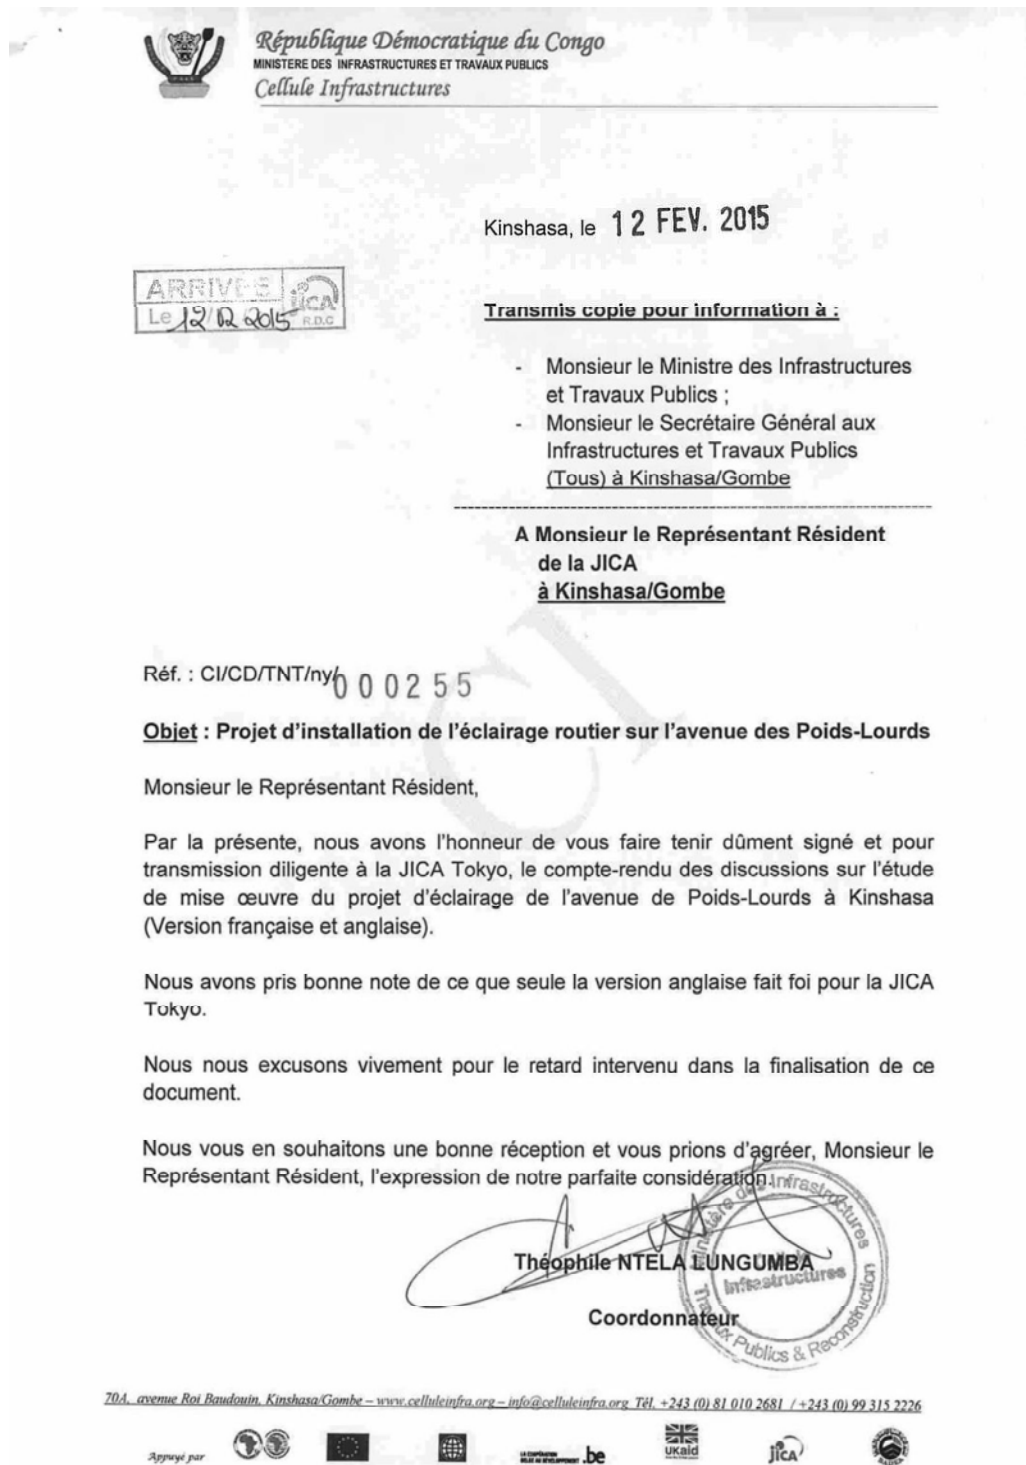 République Démocratique du Congo
MINISTERE DES INFRASTRUCTURES ET TRAVAUX PUBLICS
Cellule Infrastructures
Kinshasa, le 12 FEV. 2015
ARRIVEE
Le 12/02/2015
JICA
R.D.C
Transmis copie pour information à :
- Monsieur le Ministre des Infrastructures
et Travaux Publics ;
- Monsieur le Secrétaire Général aux
Infrastructures et Travaux Publics
(Tous) à Kinshasa/Gombe
A Monsieur le Représentant Résident
de la JICA
à Kinshasa/Gombe
Réf. : CI/CD/TNT/ny/000255
Objet : Projet d'installation de l'éclairage routier sur l'avenue des Poids-Lourds
Monsieur le Représentant Résident,
Par la présente, nous avons l'honneur de vous faire tenir dûment signé et pour
transmission diligente à la JICA Tokyo, le compte-rendu des discussions sur l'étude
de mise œuvre du projet d'éclairage de l'avenue de Poids-Lourds à Kinshasa
(Version française et anglaise).
Nous avons pris bonne note de ce que seule la version anglaise fait foi pour la JICA
Tokyo.
Nous nous excusons vivement pour le retard intervenu dans la finalisation de ce
document.
Nous vous en souhaitons une bonne réception et vous prions d'agréer, Monsieur le
Représentant Résident, l'expression de notre parfaite considération.
Théophile NTELA LUNGUMBA
Coordonnateur
Ministère des Infrastructures
Infrastructures
Travaux Publics & Reconstruction
CI
70A, avenue Roi Baudouin, Kinshasa/Gombe – www.celluleinfra.org – info@celluleinfra.org Tél. +243 (0) 81 010 2681 / +243 (0) 99 315 2226
Appuyé par
.be
UKaid
jica